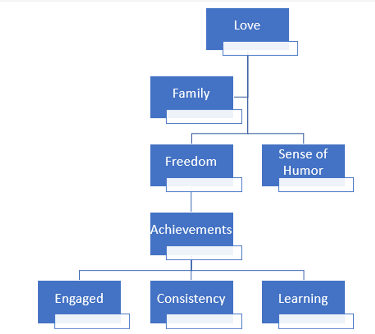 Love
Family
Freedom
Sense of
Humor
Achievements
Engaged
Consistency
Learning